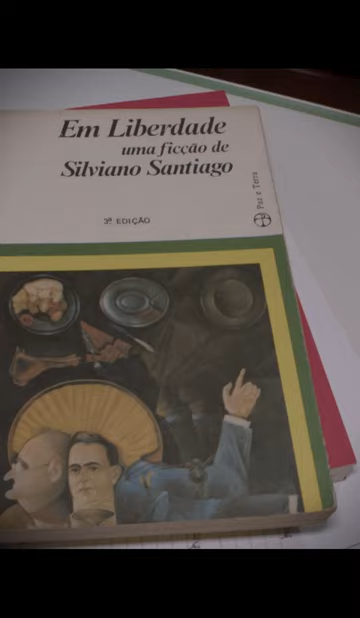 Em Liberdade
uma ficção de
Silviano Santiago
3ª EDIÇÃO
Paz e Terra